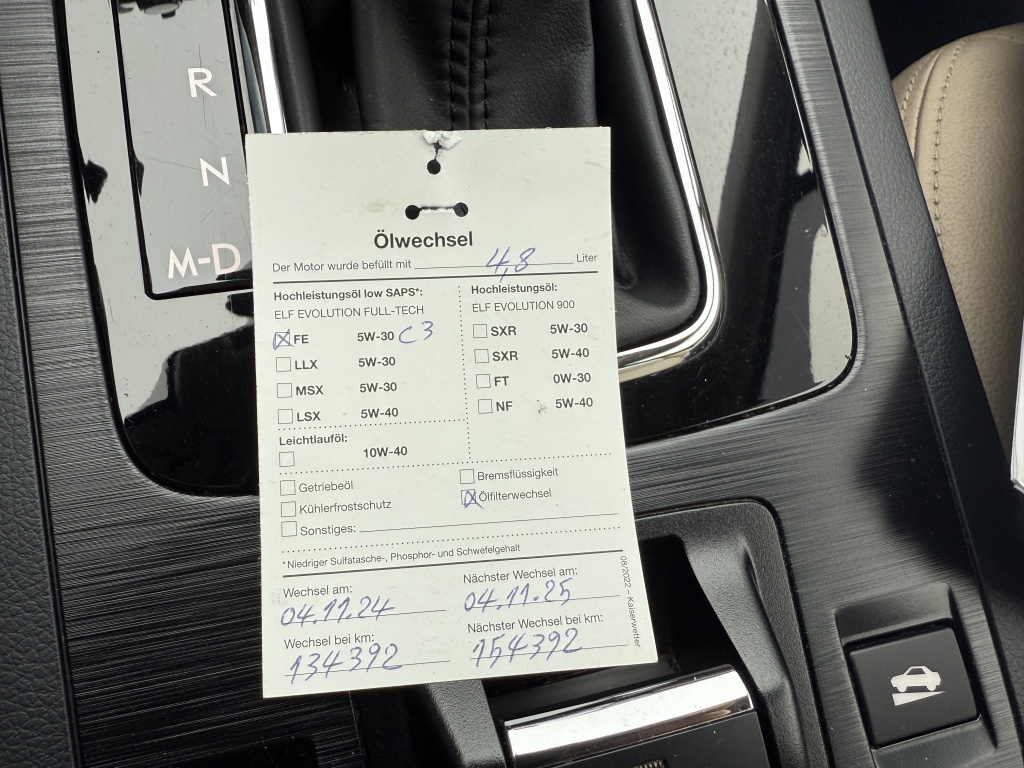 R
N
M-D
Ölwechsel
Der Motor wurde befüllt mit 4,8 Liter
Hochleistungsöl low SAPS*:
ELF EVOLUTION FULL-TECH
FE 5W-30 C3
LLX 5W-30
MSX 5W-30
LSX 5W-40
Hochleistungsöl:
ELF EVOLUTION 900
SXR 5W-30
SXR 5W-40
FT 0W-30
NF 5W-40
Leichtlauföl:
10W-40
Getriebeöl
Kühlerfrostschutz
Sonstiges:
Bremsflüssigkeit
Ölfilterwechsel
*Niedriger Sulfatasche-, Phosphor- und Schwefelgehalt
Wechsel am:
04.11.24
Nächster Wechsel am:
04.11.25
Wechsel bei km:
134392
Nächster Wechsel bei km:
154392
08/2022 – Kaiserwetter